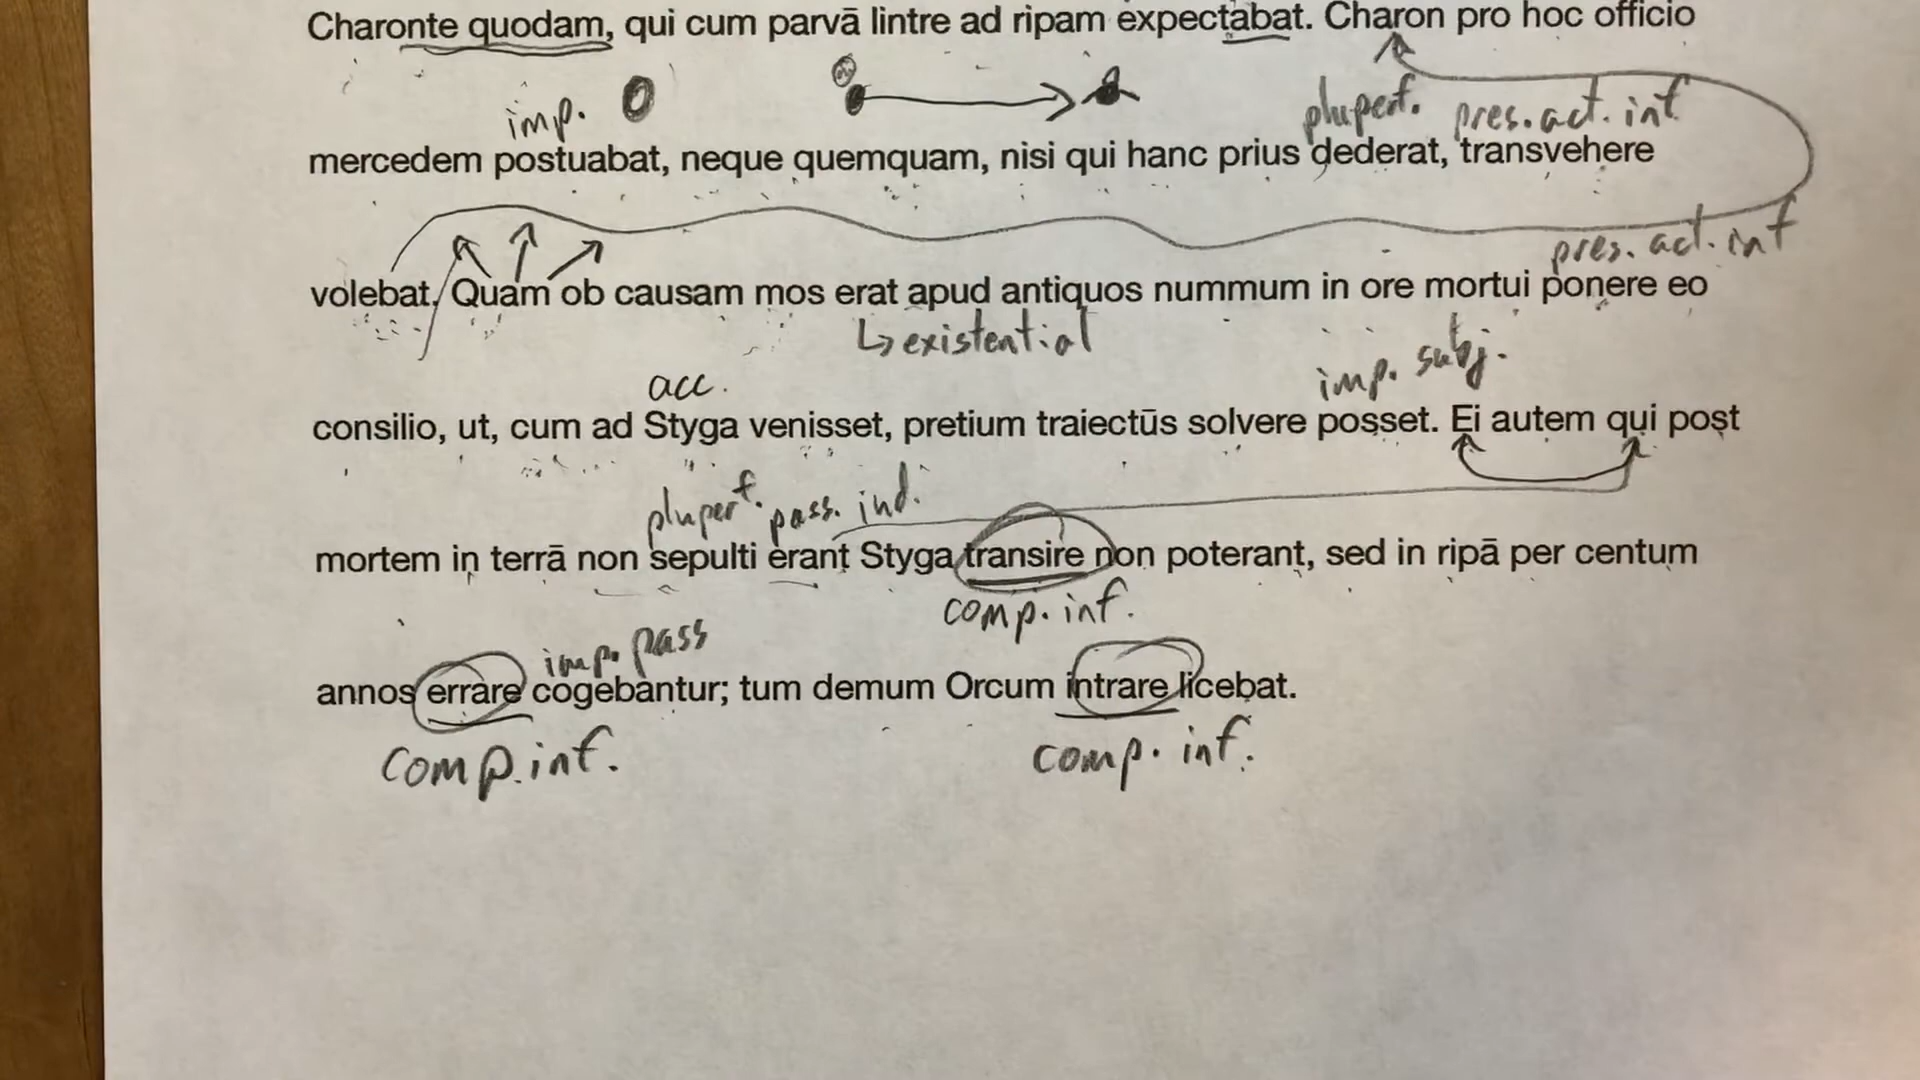 Charonte quodam, qui cum parvā lintre ad ripam expectabat. Charon pro hoc officio
imp. pluperf. pres. act. inf
mercedem postuabat, neque quemquam, nisi qui hanc prius dederat, transvehere
pres. act. inf
volebat. Quam ob causam mos erat apud antiquos nummum in ore mortui ponere eo
↳ existential
acc. imp. subj.
consilio, ut, cum ad Styga venisset, pretium traiectūs solvere posset. Ei autem qui post
pluperf. pass. ind.
mortem in terrā non sepulti erant Styga transire non poterant, sed in ripā per centum
comp. inf.
imp. pass
annos errare cogebantur; tum demum Orcum intrare licebat.
comp. inf. comp. inf.